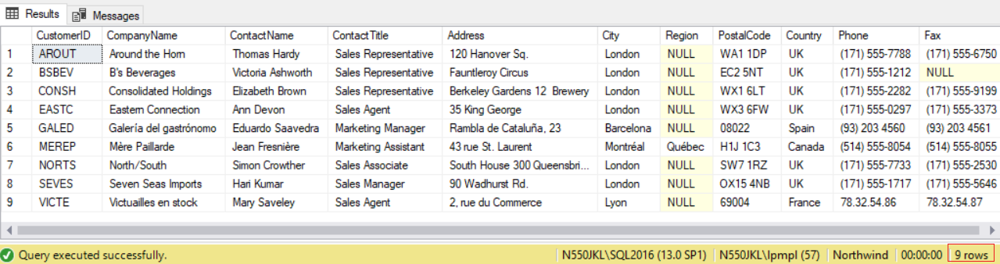 Results Messages
CustomerID CompanyName ContactName ContactTitle Address City Region PostalCode Country Phone Fax
1 AROUT Around the Horn Thomas Hardy Sales Representative 120 Hanover Sq. London NULL WA1 1DP UK (171) 555-7788 (171) 555-6750
2 BSBEV B's Beverages Victoria Ashworth Sales Representative Fauntleroy Circus London NULL EC2 5NT UK (171) 555-1212 NULL
3 CONSH Consolidated Holdings Elizabeth Brown Sales Representative Berkeley Gardens 12 Brewery London NULL WX1 6LT UK (171) 555-2282 (171) 555-9199
4 EASTC Eastern Connection Ann Devon Sales Agent 35 King George London NULL WX3 6FW UK (171) 555-0297 (171) 555-3373
5 GALED Galería del gastrónomo Eduardo Saavedra Marketing Manager Rambla de Cataluña, 23 Barcelona NULL 08022 Spain (93) 203 4560 (93) 203 4561
6 MEREP Mère Paillarde Jean Fresnière Marketing Assistant 43 rue St. Laurent Montréal Québec H1J 1C3 Canada (514) 555-8054 (514) 555-8055
7 NORTS North/South Simon Crowther Sales Associate South House 300 Queensbri... London NULL SW7 1RZ UK (171) 555-7733 (171) 555-2530
8 SEVES Seven Seas Imports Hari Kumar Sales Manager 90 Wadhurst Rd. London NULL OX15 4NB UK (171) 555-1717 (171) 555-5646
9 VICTE Victuailles en stock Mary Saveley Sales Agent 2, rue du Commerce Lyon NULL 69004 France 78.32.54.86 78.32.54.87
Query executed successfully. N550JKL\SQL2016 (13.0 SP1) N550JKL\lpmpl (57) Northwind 00:00:00 9 rows